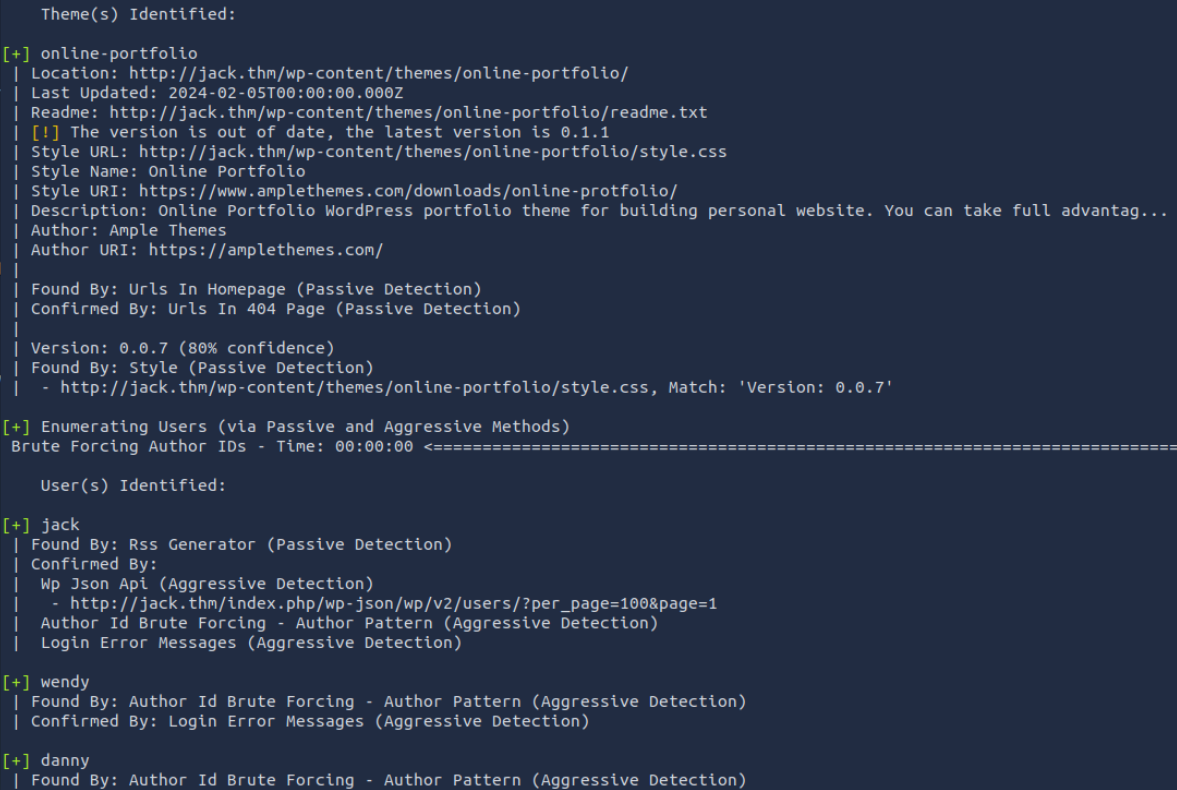 Theme(s) Identified:
[+] online-portfolio
| Location: http://jack.thm/wp-content/themes/online-portfolio/
| Last Updated: 2024-02-05T00:00:00.000Z
| Readme: http://jack.thm/wp-content/themes/online-portfolio/readme.txt
| [!] The version is out of date, the latest version is 0.1.1
| Style URL: http://jack.thm/wp-content/themes/online-portfolio/style.css
| Style Name: Online Portfolio
| Style URI: https://www.amplethemes.com/downloads/online-protfolio/
| Description: Online Portfolio WordPress portfolio theme for building personal website. You can take full advantag...
| Author: Ample Themes
| Author URI: https://amplethemes.com/
|
| Found By: Urls In Homepage (Passive Detection)
| Confirmed By: Urls In 404 Page (Passive Detection)
|
| Version: 0.0.7 (80% confidence)
| Found By: Style (Passive Detection)
|  - http://jack.thm/wp-content/themes/online-portfolio/style.css, Match: 'Version: 0.0.7'
[+] Enumerating Users (via Passive and Aggressive Methods)
Brute Forcing Author IDs - Time: 00:00:00 <============================================================================
User(s) Identified:
[+] jack
| Found By: Rss Generator (Passive Detection)
| Confirmed By:
|  Wp Json Api (Aggressive Detection)
|   - http://jack.thm/index.php/wp-json/wp/v2/users/?per_page=100&page=1
|  Author Id Brute Forcing - Author Pattern (Aggressive Detection)
|  Login Error Messages (Aggressive Detection)
[+] wendy
| Found By: Author Id Brute Forcing - Author Pattern (Aggressive Detection)
| Confirmed By: Login Error Messages (Aggressive Detection)
[+] danny
| Found By: Author Id Brute Forcing - Author Pattern (Aggressive Detection)